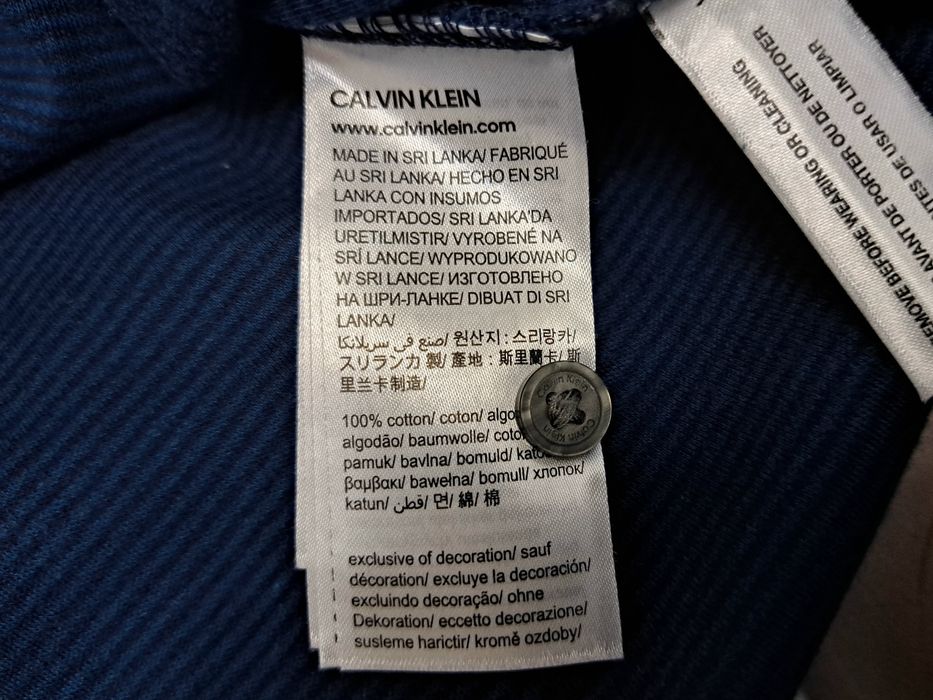 CALVIN KLEIN
www.calvinklein.com
MADE IN SRI LANKA/ FABRIQUÉ
AU SRI LANKA/ HECHO EN SRI
LANKA CON INSUMOS
IMPORTADOS/ SRI LANKA'DA
URETILMISTIR/ VYROBENÉ NA
SRÍ LANCE/ WYPRODUKOWANO
W SRI LANCE/ ИЗГОТОВЛЕНО
НА ШРИ-ЛАНКЕ/ DIBUAT DI SRI
LANKA/
صنع في سريلانكا/ 원산지 : 스리랑카/
スリランカ 製/ 產地 : 斯里蘭卡/ 斯
里兰卡制造/
100% cotton/ coton/
algodão/ baumwolle/
pamuk/ bavlna/ bomuld/
βαμβακι/ bawełna/ bomull/ хлопок/
katun/ قطن/ 면/ 綿/ 棉
exclusive of decoration/ sauf
décoration/ excluye la decoración/
excluindo decoração/ ohne
Dekoration/ eccetto decorazione/
susleme harictir/ kromě ozdoby/
Calvin Klein
Calvin Klein
BEFORE WEARING OR CLEANING
AVANT DE PORTER OU DE NETTOYER
DE USAR O LIMPIAR